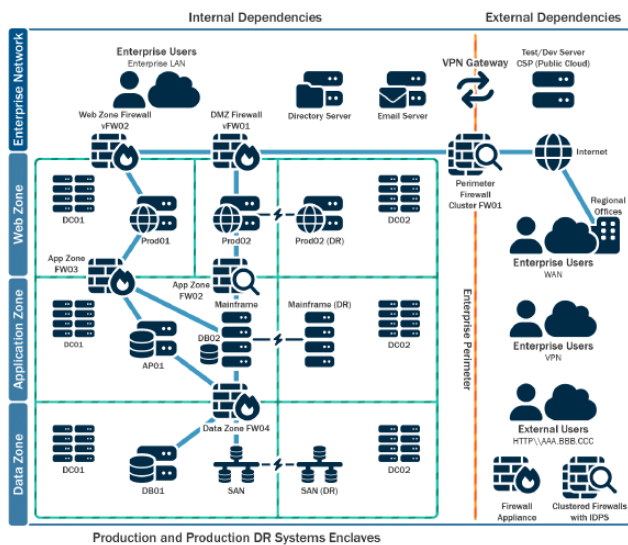 Internal Dependencies
External Dependencies
Enterprise Network
Enterprise Users
Enterprise LAN
Directory Server
Email Server
VPN Gateway
Test/Dev Server
CSP (Public Cloud)
Web Zone Firewall
vFW02
DMZ Firewall
vFW01
Perimeter
Firewall
Cluster FW01
Internet
Regional
Offices
Web Zone
DC01
Prod01
Prod02
Prod02 (DR)
DC02
Enterprise Users
WAN
App Zone
FW03
App Zone
FW02
Application Zone
DC01
AP01
DB02
Mainframe
Mainframe (DR)
DC02
Enterprise Perimeter
Enterprise Users
VPN
Data Zone FW04
Data Zone
DC01
DB01
SAN
SAN (DR)
DC02
External Users
HTTP\\AAA.BBB.CCC
Firewall
Appliance
Clustered Firewalls
with IDPS
Production and Production DR Systems Enclaves